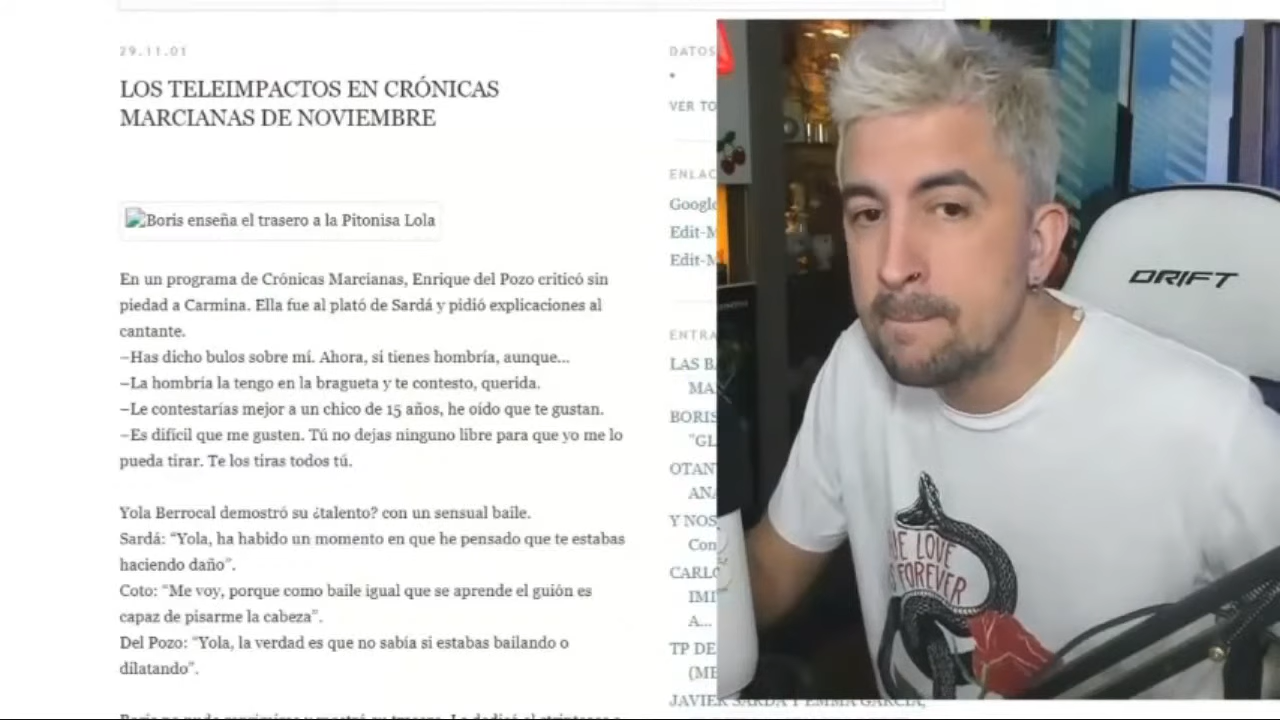 29.11.01
LOS TELEIMPACTOS EN CRÓNICAS
MARCIANAS DE NOVIEMBRE
Boris enseña el trasero a la Pitonisa Lola
En un programa de Crónicas Marcianas, Enrique del Pozo criticó sin
piedad a Carmina. Ella fue al plató de Sardá y pidió explicaciones al
cantante.
–Has dicho bulos sobre mí. Ahora, si tienes hombría, aunque...
–La hombría la tengo en la bragueta y te contesto, querida.
–Le contestarías mejor a un chico de 15 años, he oído que te gustan.
–Es difícil que me gusten. Tú no dejas ninguno libre para que yo me lo
pueda tirar. Te los tiras todos tú.
Yola Berrocal demostró su ¿talento? con un sensual baile.
Sardá: “Yola, ha habido un momento en que he pensado que te estabas
haciendo daño”.
Coto: “Me voy, porque como baile igual que se aprende el guión es
capaz de pisarme la cabeza”.
Del Pozo: “Yola, la verdad es que no sabía si estabas bailando o
dilatando”.
DATOS
VER TO
ENLAC
Google
Edit-M
Edit-M
ENTRA
LAS BA
MA
BORIS
"GL
OTAN
ANA
Y NOS
Con
CARLO
IMI
A...
TP DE
(ME
JAVIER SARDÁ Y EMMA GARCÍA,
DRIFT
LOVE
FOREVER